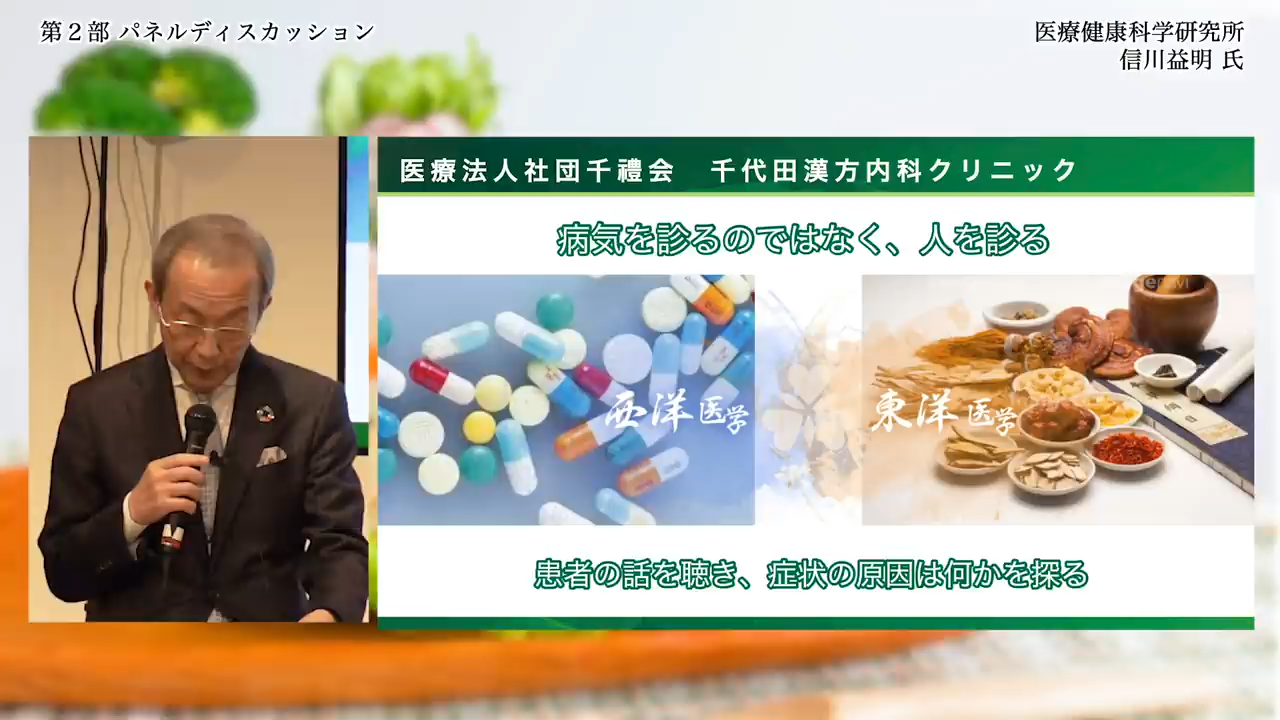 第２部 パネルディスカッション
医療健康科学研究所
信川益明 氏
医療法人社団千禮会　千代田漢方内科クリニック
病気を診るのではなく、人を診る
西洋医学
東洋医学
患者の話を聴き、症状の原因は何かを探る